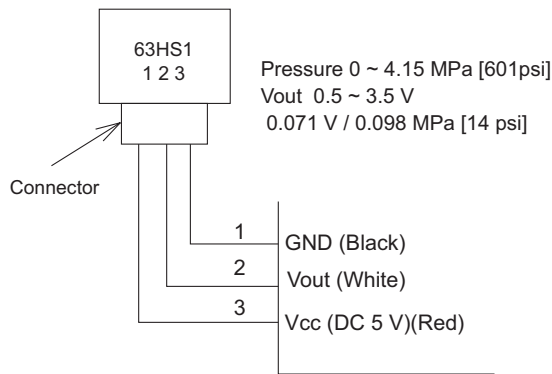 63HS1
1 2 3
Pressure 0 ~ 4.15 MPa [601psi]
Vout 0.5 ~ 3.5 V
0.071 V / 0.098 MPa [14 psi]
Connector
1
GND (Black)
2
Vout (White)
3
Vcc (DC 5 V)(Red)